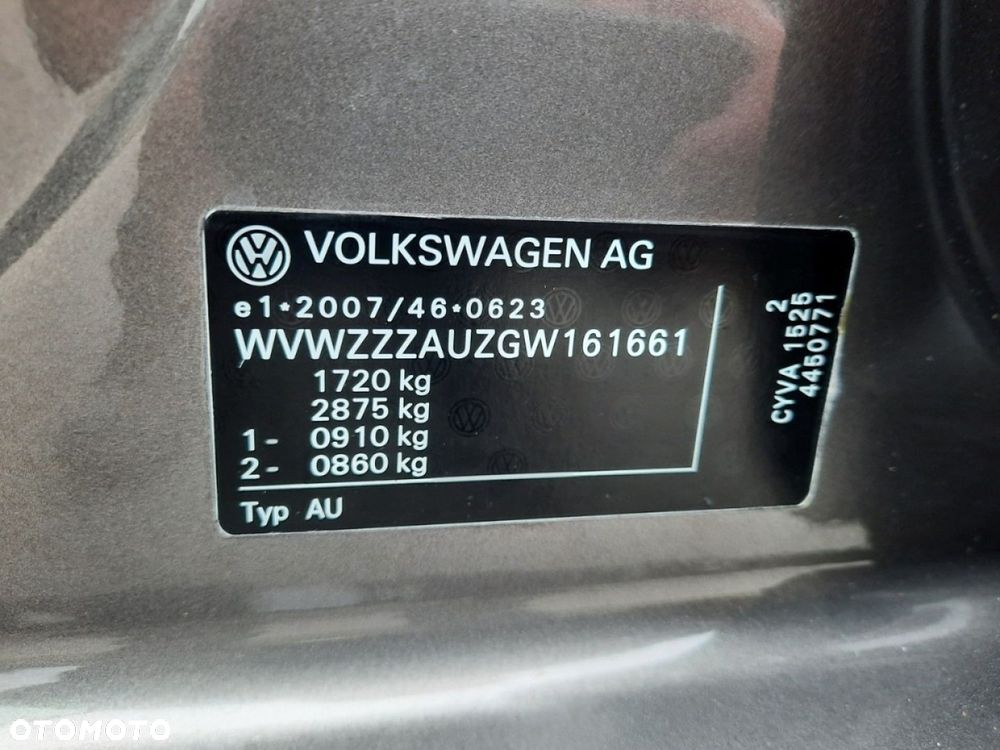 VOLKSWAGEN AG
e1*2007/46*0623
WVWZZZAUZGW161661
1720 kg
2875 kg
1- 0910 kg
2- 0860 kg
Typ AU
2
CYVA 1525
4450771
OTOMOTO